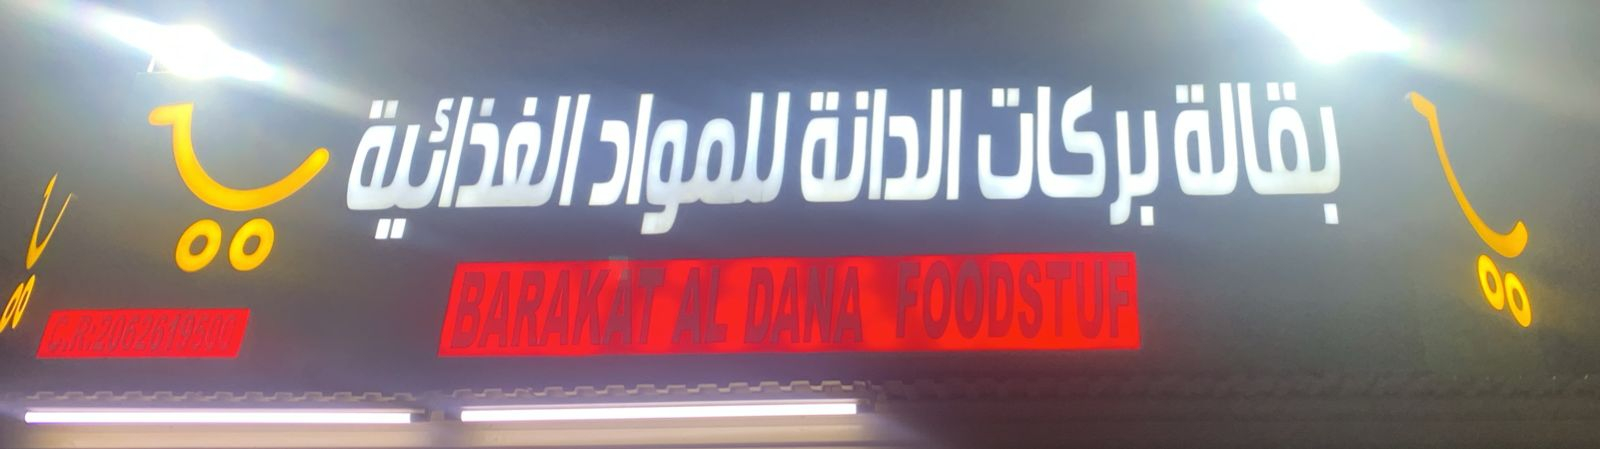 بقالة بركات الدانة للمواد الغذائية
BARAKAT AL DANA FOODSTUF
C.R:2062619500